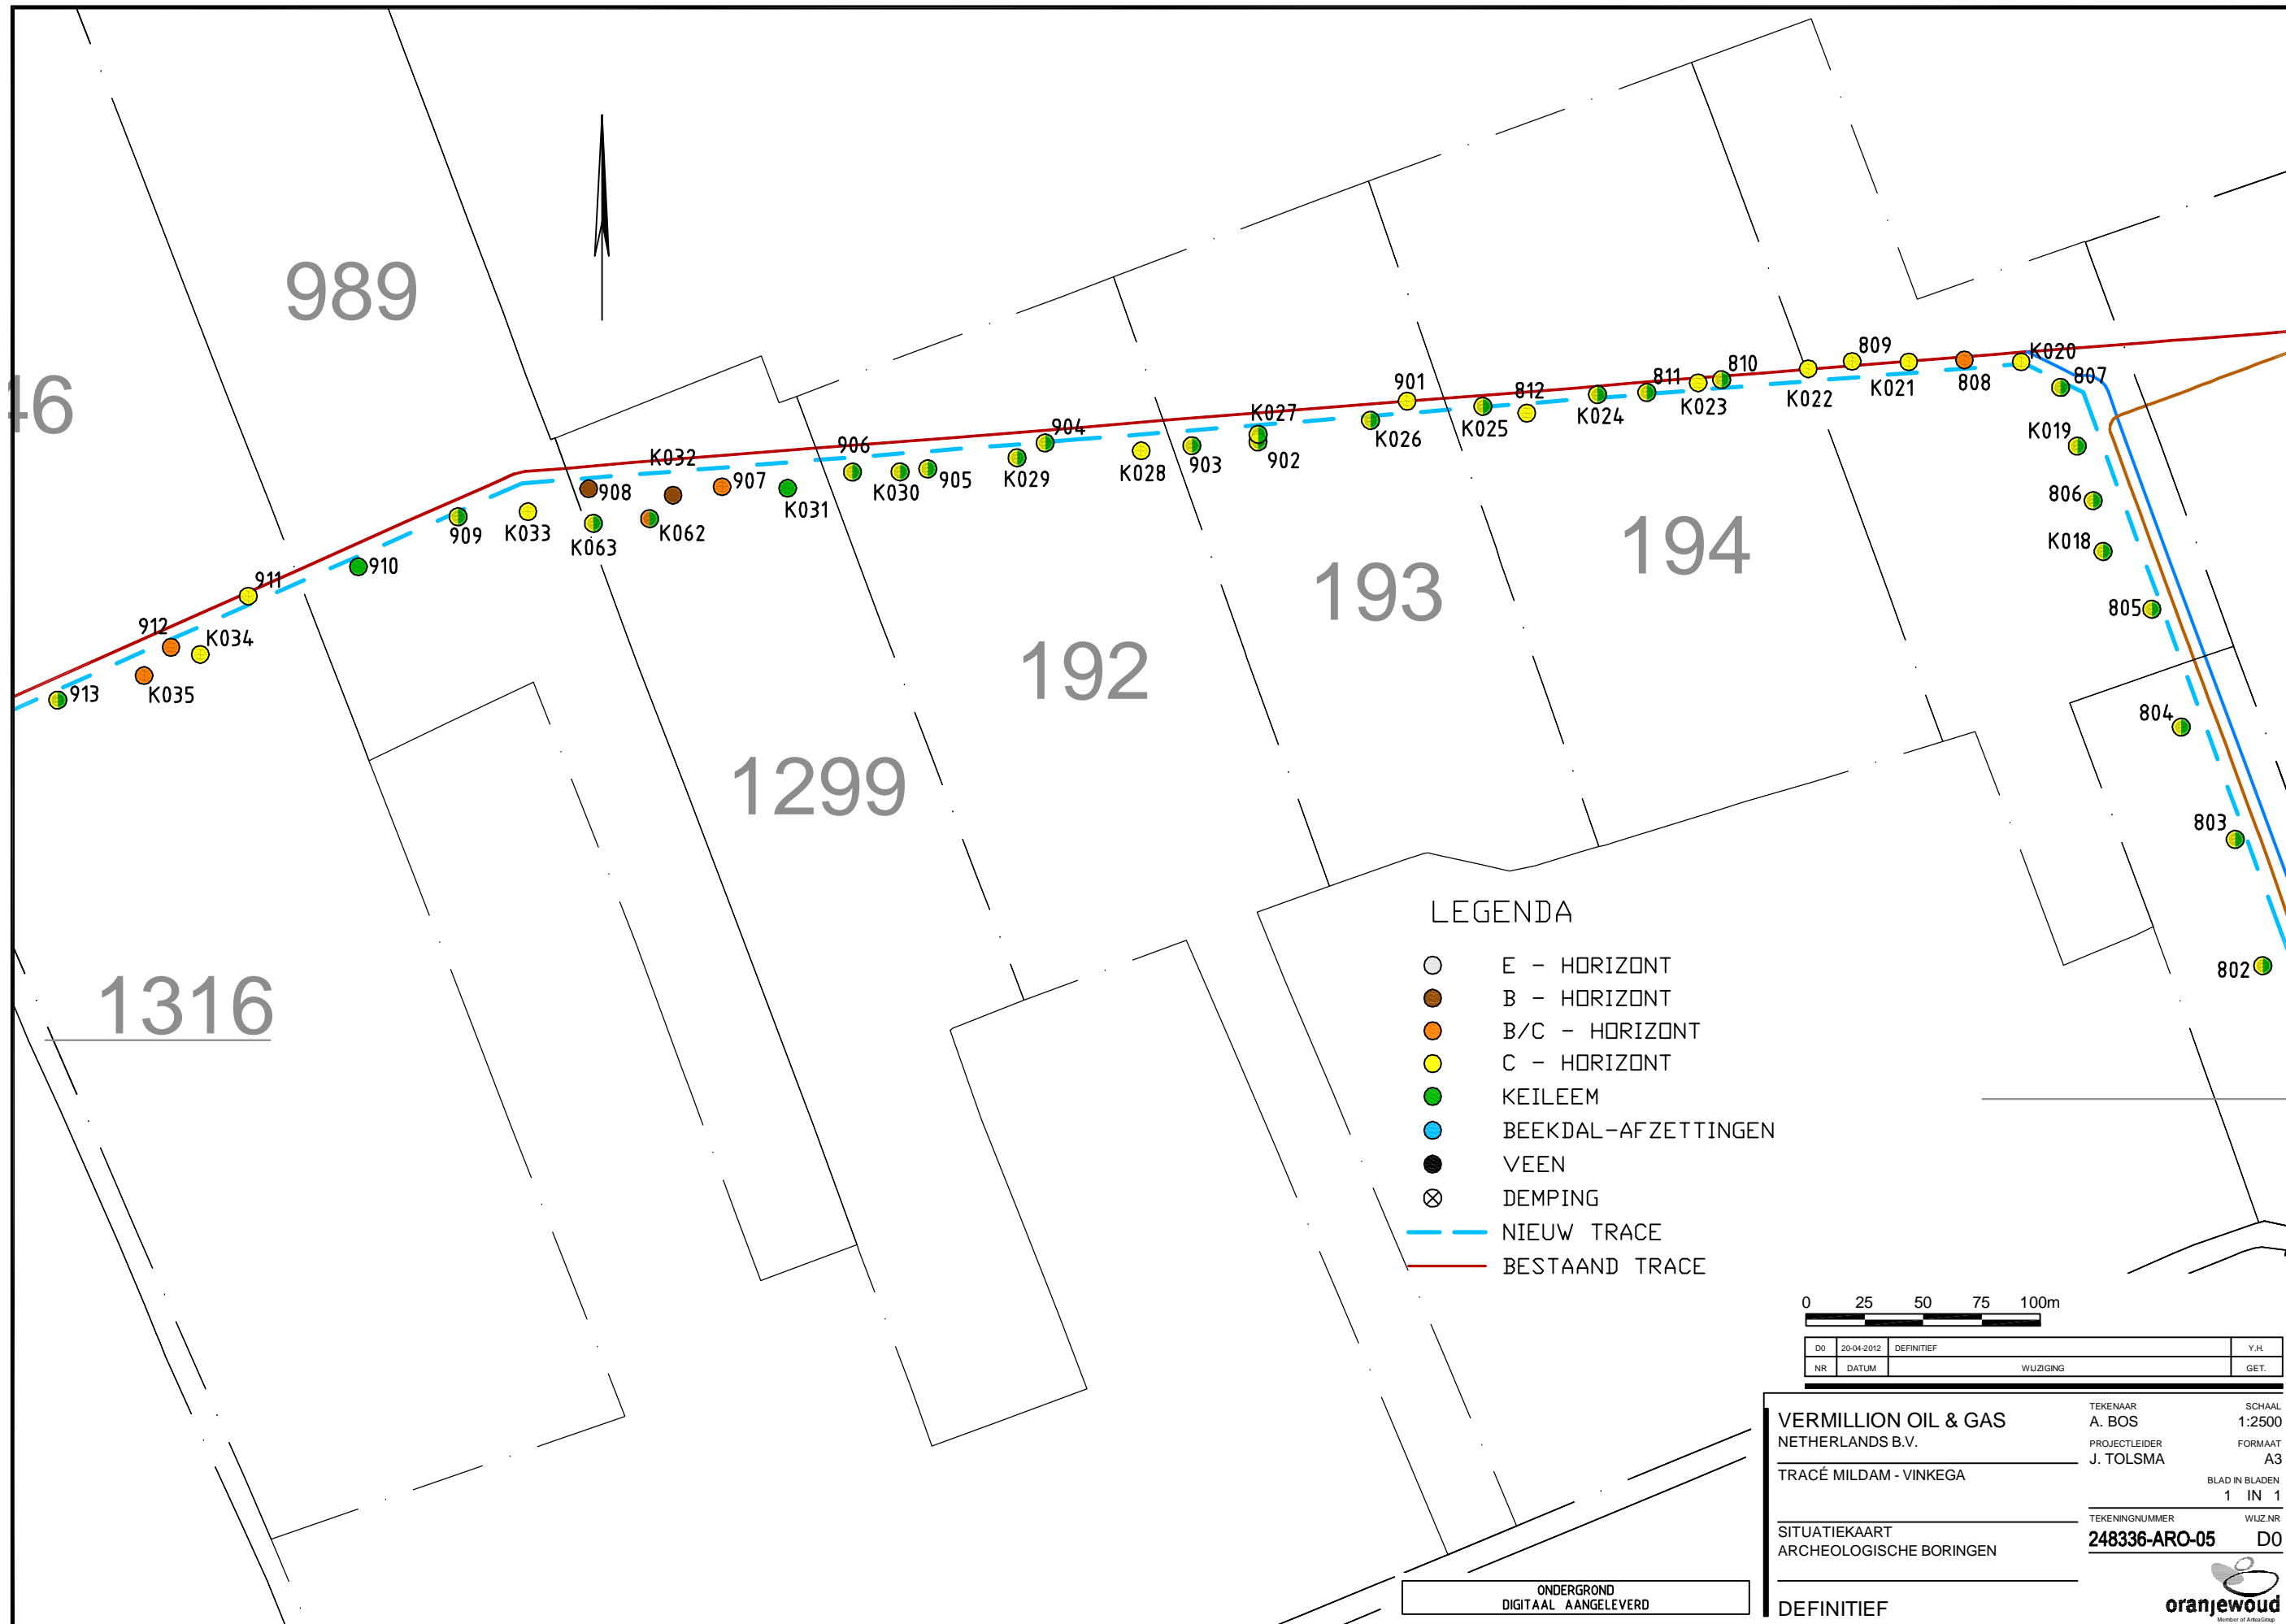 989
46
1316
1299
192
193
194
913
912
K035
K034
911
910
909
K033
908
K063
K032
K062
907
K031
906
K030
905
K029
904
K028
903
K027
902
K026
901
K025
812
K024
811
K023
810
K022
809
K021
808
K020
807
K019
806
K018
805
804
803
802
LEGENDA
E - HORIZONT
B - HORIZONT
B/C - HORIZONT
C - HORIZONT
KEILEEM
BEEKDAL-AFZETTINGEN
VEEN
DEMPING
NIEUW TRACE
BESTAAND TRACE
0 25 50 75 100m
D0 20-04-2012 DEFINITIEF Y.H.
NR DATUM WIJZIGING GET.
VERMILLION OIL & GAS
NETHERLANDS B.V.
TRACÉ MILDAM - VINKEGA
SITUATIEKAART
ARCHEOLOGISCHE BORINGEN
DEFINITIEF
TEKENAAR SCHAAL
A. BOS 1:2500
PROJECTLEIDER FORMAAT
J. TOLSMA A3
BLAD IN BLADEN
1 IN 1
TEKENINGNUMMER WIJZ.NR
248336-ARO-05 D0
oranjewoud
Member of Antea Group
ONDERGROND
DIGITAAL AANGELEVERD